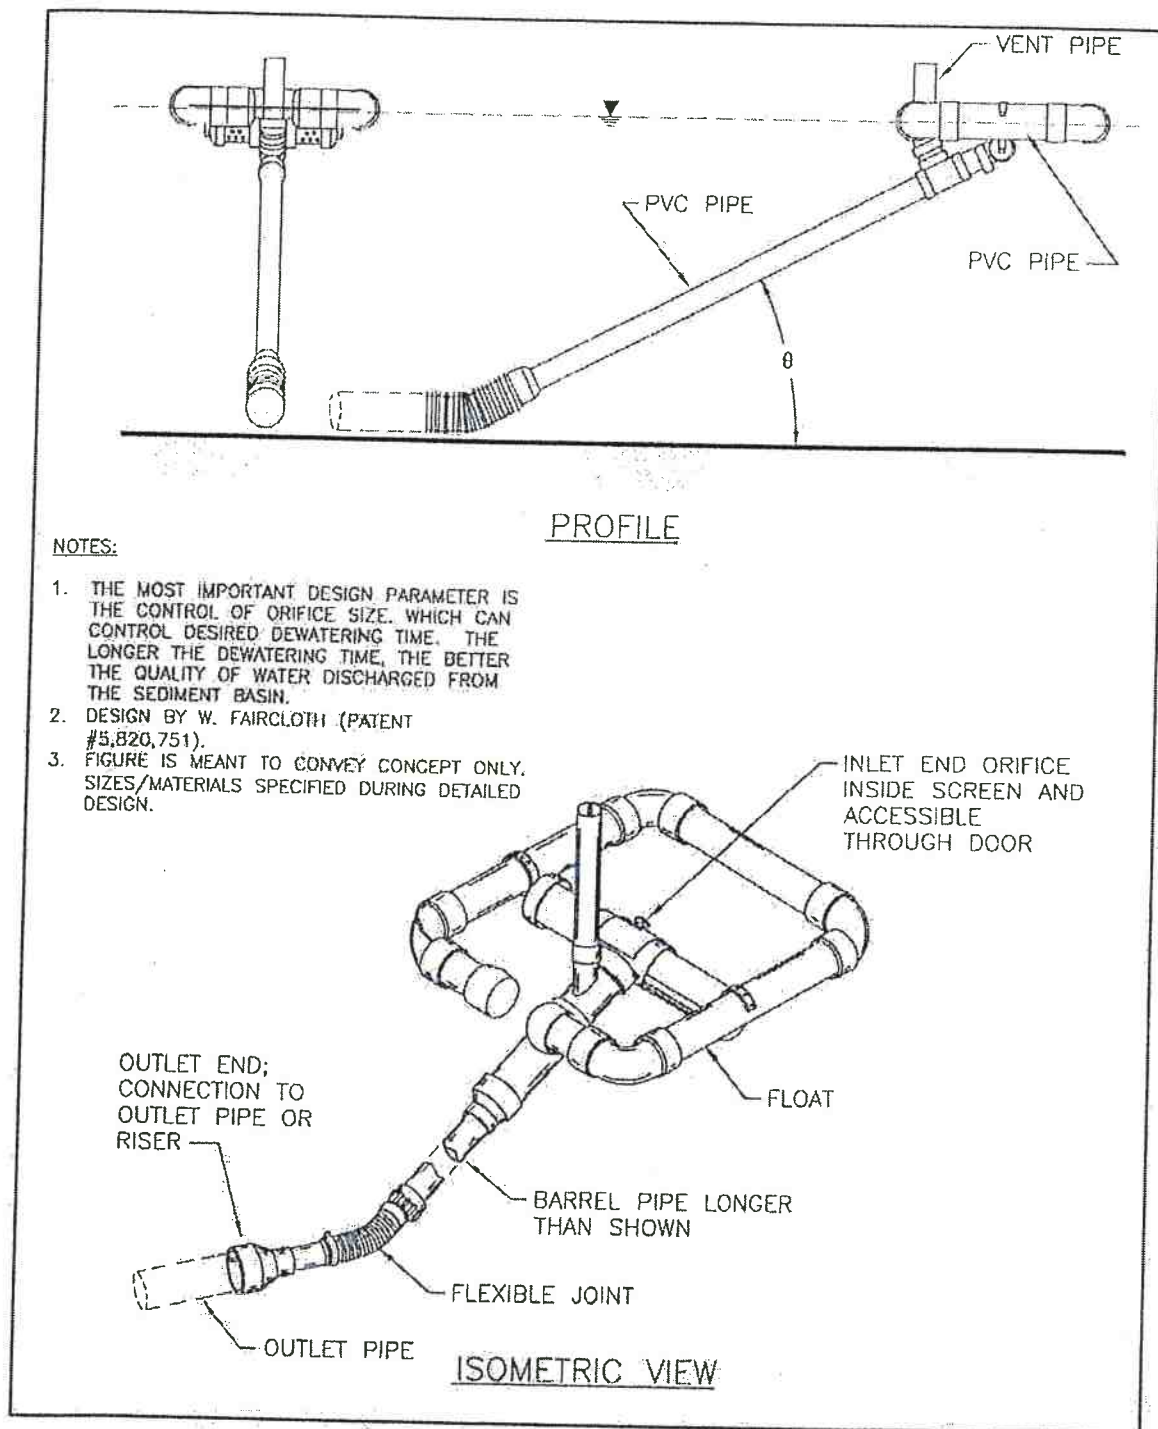 VENT PIPE
PVC PIPE
PVC PIPE
θ
PROFILE
NOTES:
1. THE MOST IMPORTANT DESIGN PARAMETER IS
THE CONTROL OF ORIFICE SIZE. WHICH CAN
CONTROL DESIRED DEWATERING TIME. THE
LONGER THE DEWATERING TIME, THE BETTER
THE QUALITY OF WATER DISCHARGED FROM
THE SEDIMENT BASIN.
2. DESIGN BY W. FAIRCLOTH (PATENT
#5,820,751).
3. FIGURE IS MEANT TO CONVEY CONCEPT ONLY.
SIZES/MATERIALS SPECIFIED DURING DETAILED
DESIGN.
INLET END ORIFICE
INSIDE SCREEN AND
ACCESSIBLE
THROUGH DOOR
OUTLET END;
CONNECTION TO
OUTLET PIPE OR
RISER
FLOAT
BARREL PIPE LONGER
THAN SHOWN
FLEXIBLE JOINT
OUTLET PIPE
ISOMETRIC VIEW